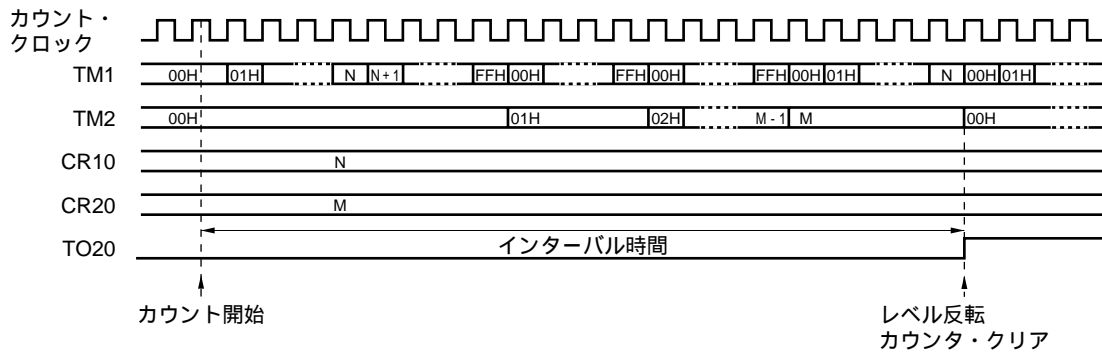 カウント・
クロック
TM1 00H 01H N N+1 FFH 00H FFH 00H FFH 00H 01H N 00H 01H
TM2 00H 01H 02H M-1 M 00H
CR10 N
CR20 M
TO20 インターバル時間
カウント開始
レベル反転
カウンタ・クリア